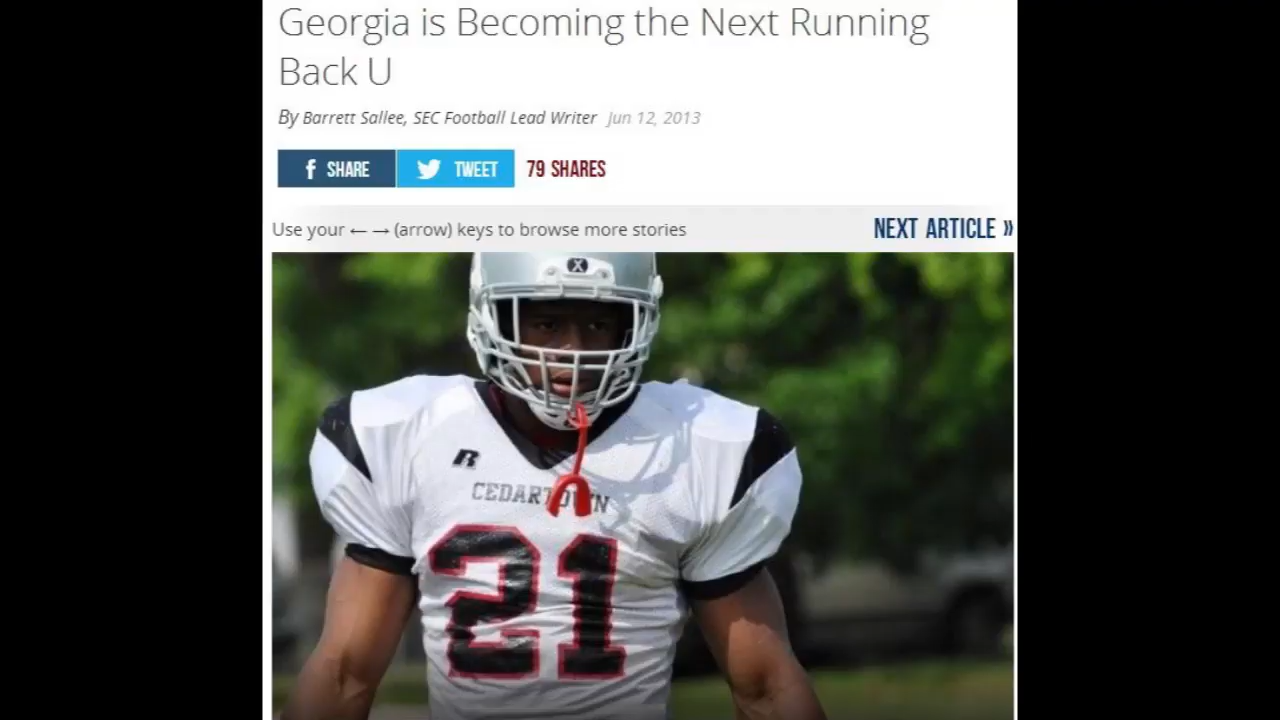 Georgia is Becoming the Next Running
Back U
By Barrett Sallee, SEC Football Lead Writer Jun 12, 2013
f SHARE TWEET 79 SHARES
Use your ←→ (arrow) keys to browse more stories NEXT ARTICLE »
X
R
CEDARTOWN
21